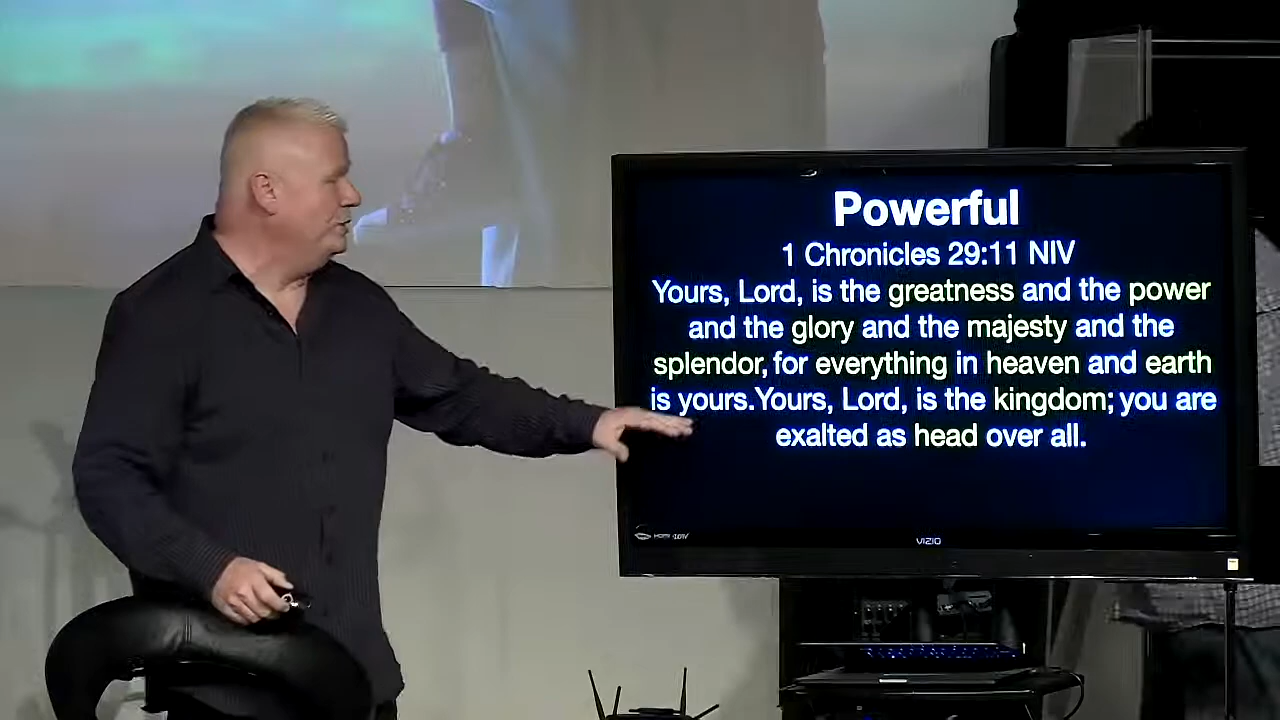 Powerful
1 Chronicles 29:11 NIV
Yours, Lord, is the greatness and the power
and the glory and the majesty and the
splendor, for everything in heaven and earth
is yours.Yours, Lord, is the kingdom; you are
exalted as head over all.
VIZIO